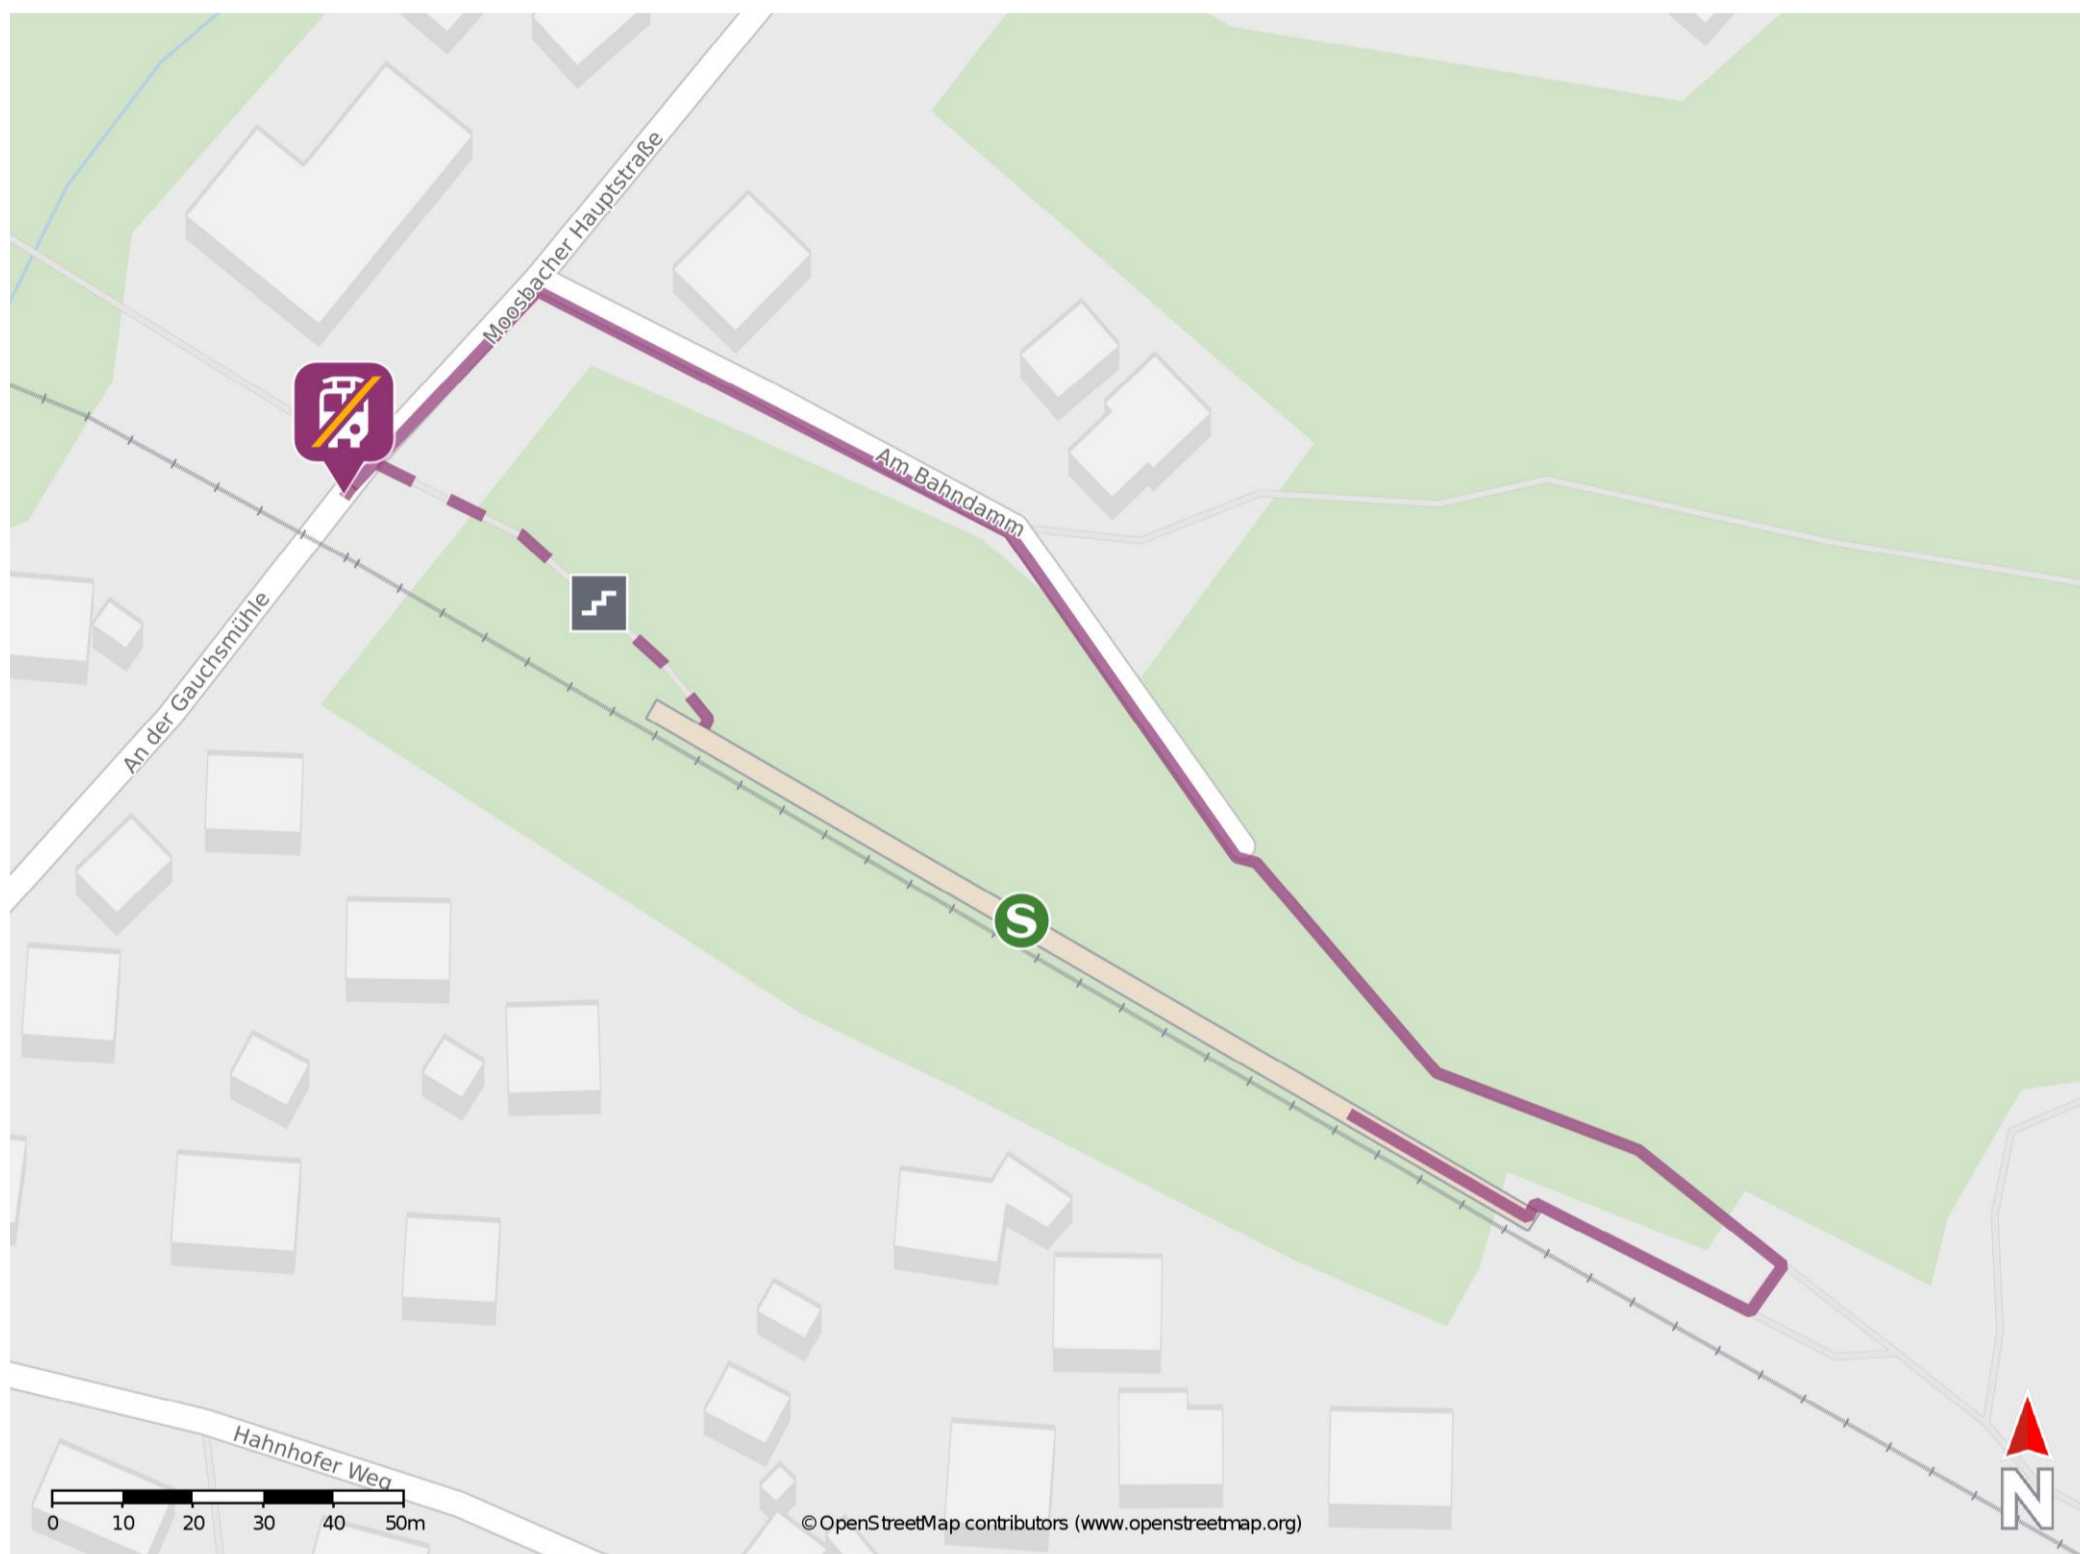 Moosbacher Hauptstraße
Am Bahndamm
An der Gauchsmühle
S
Hahnhofer Weg
0 10 20 30 40 50m
© OpenStreetMap contributors (www.openstreetmap.org)
N